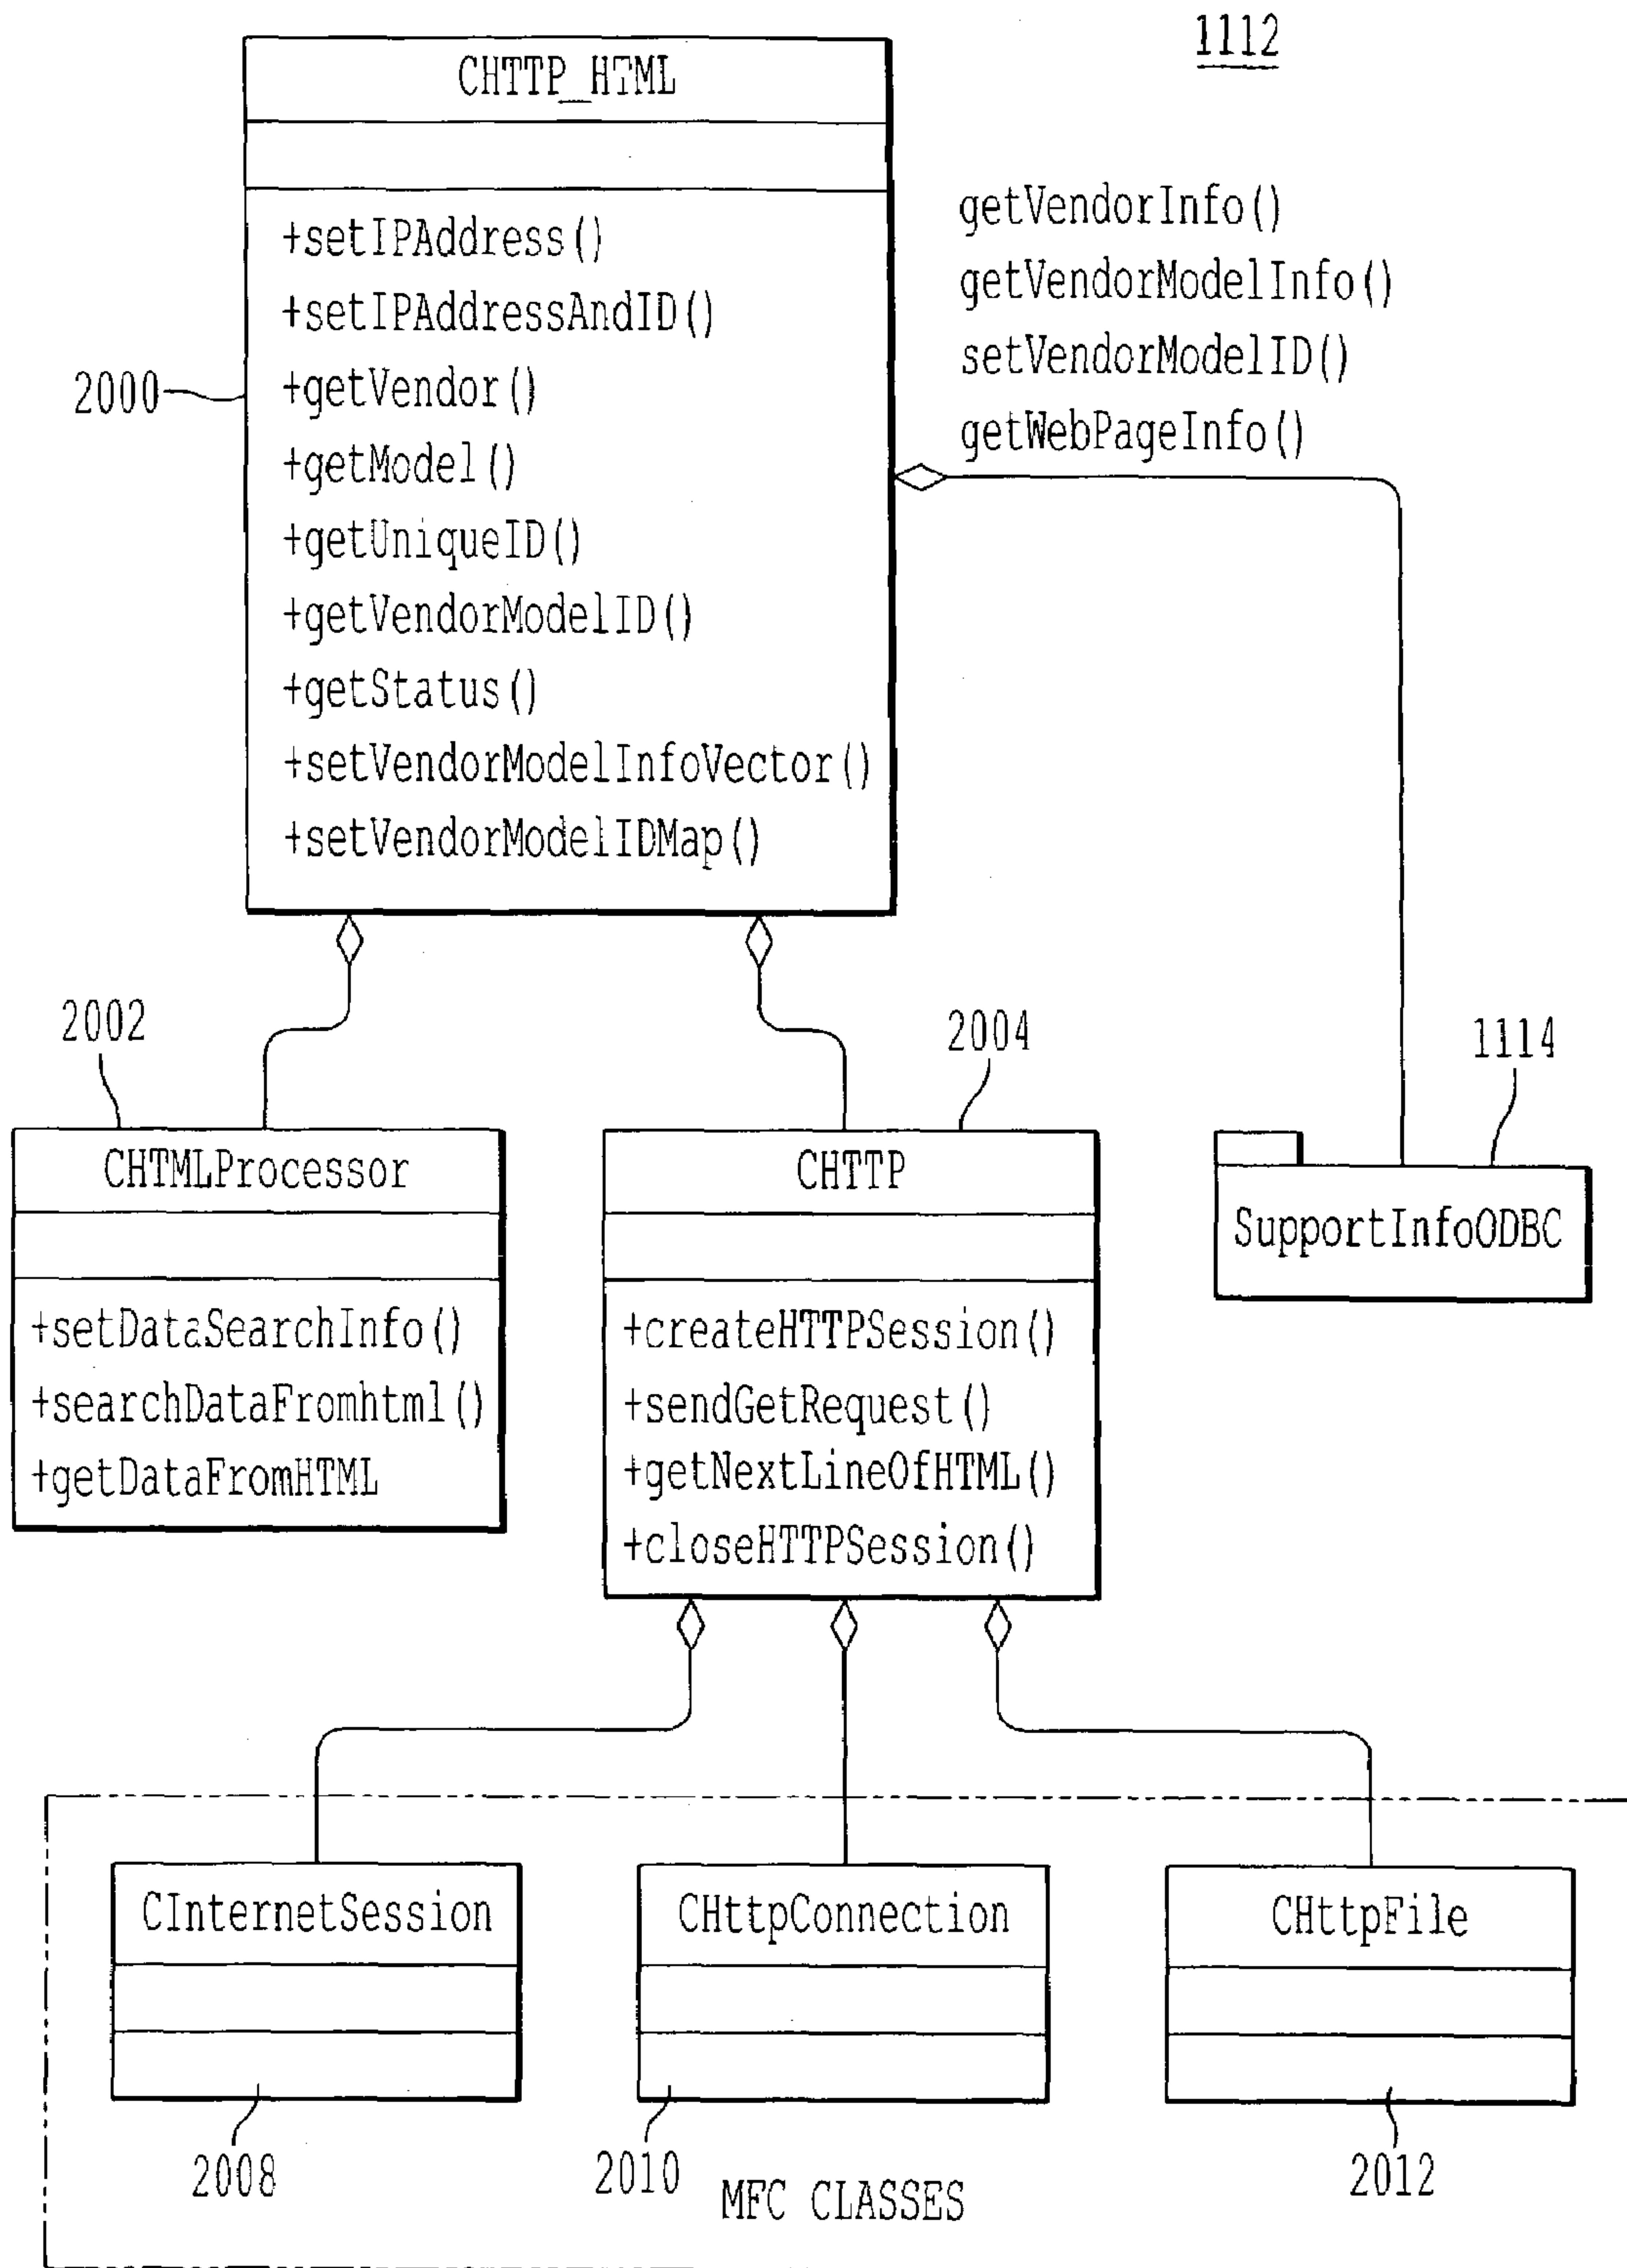 1112
CHTTP_HTML
+setIPAddress()
+setIPAddressAndID()
+getVendor()
+getModel()
+getUniqueID()
+getVendorModelID()
+getStatus()
+setVendorModelInfoVector()
+setVendorModelIDMap()
2000
getVendorInfo()
getVendorModelInfo()
setVendorModelID()
getWebPageInfo()
2002
2004
1114
CHTMLProcessor
+setDataSearchInfo()
+searchDataFromhtml()
+getDataFromHTML
CHTTP
+createHTTPSession()
+sendGetRequest()
+getNextLineOfHTML()
+closeHTTPSession()
SupportInfoODBC
CInternetSession
CHttpConnection
CHttpFile
2008
2010
2012
MFC CLASSES